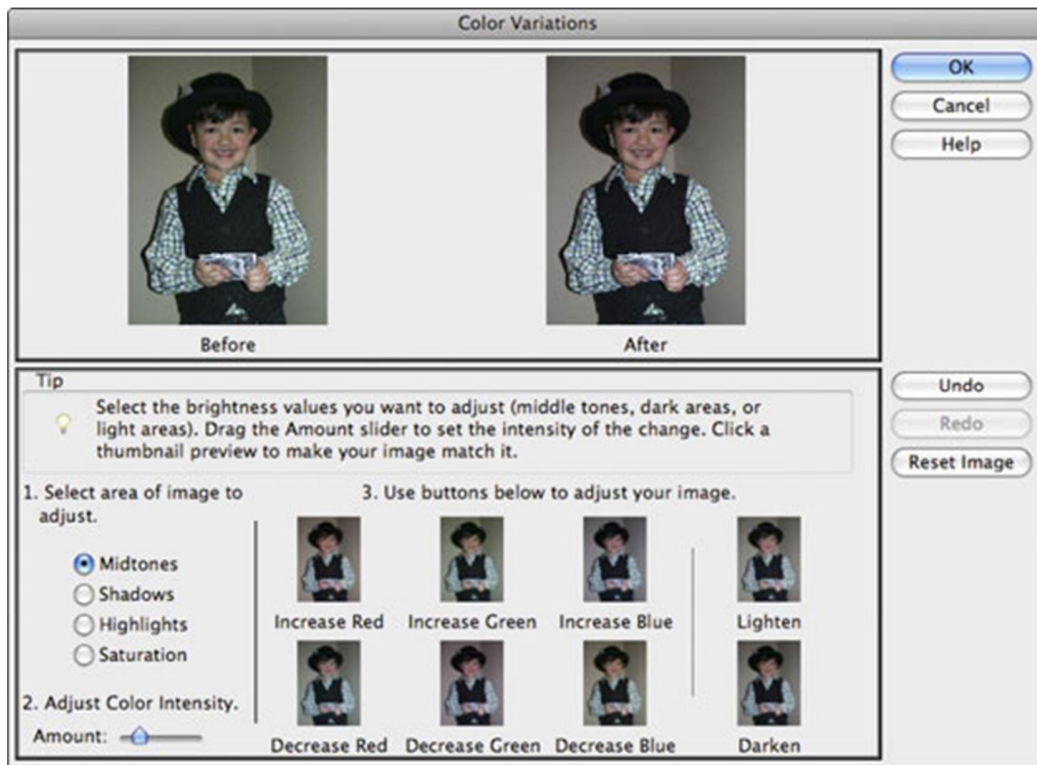 Color Variations
Before
After
OK
Cancel
Help
Tip
Select the brightness values you want to adjust (middle tones, dark areas, or
light areas). Drag the Amount slider to set the intensity of the change. Click a
thumbnail preview to make your image match it.
Undo
Redo
Reset Image
1. Select area of image to
adjust.
Midtones
Shadows
Highlights
Saturation
2. Adjust Color Intensity.
Amount:
3. Use buttons below to adjust your image.
Increase Red
Increase Green
Increase Blue
Lighten
Decrease Red
Decrease Green
Decrease Blue
Darken